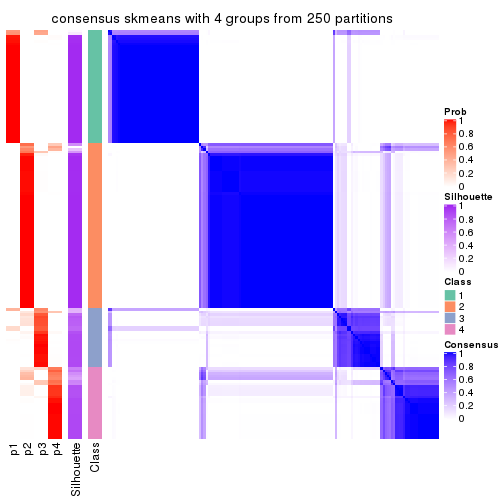 consensus skmeans with 4 groups from 250 partitions
Prob
1
0.8
0.6
0.4
0.2
0
Silhouette
1
0.8
0.6
0.4
0.2
0
Class
1
2
3
4
Consensus
1
0.8
0.6
0.4
0.2
0
p1
p2
p3
p4
Silhouette
Class